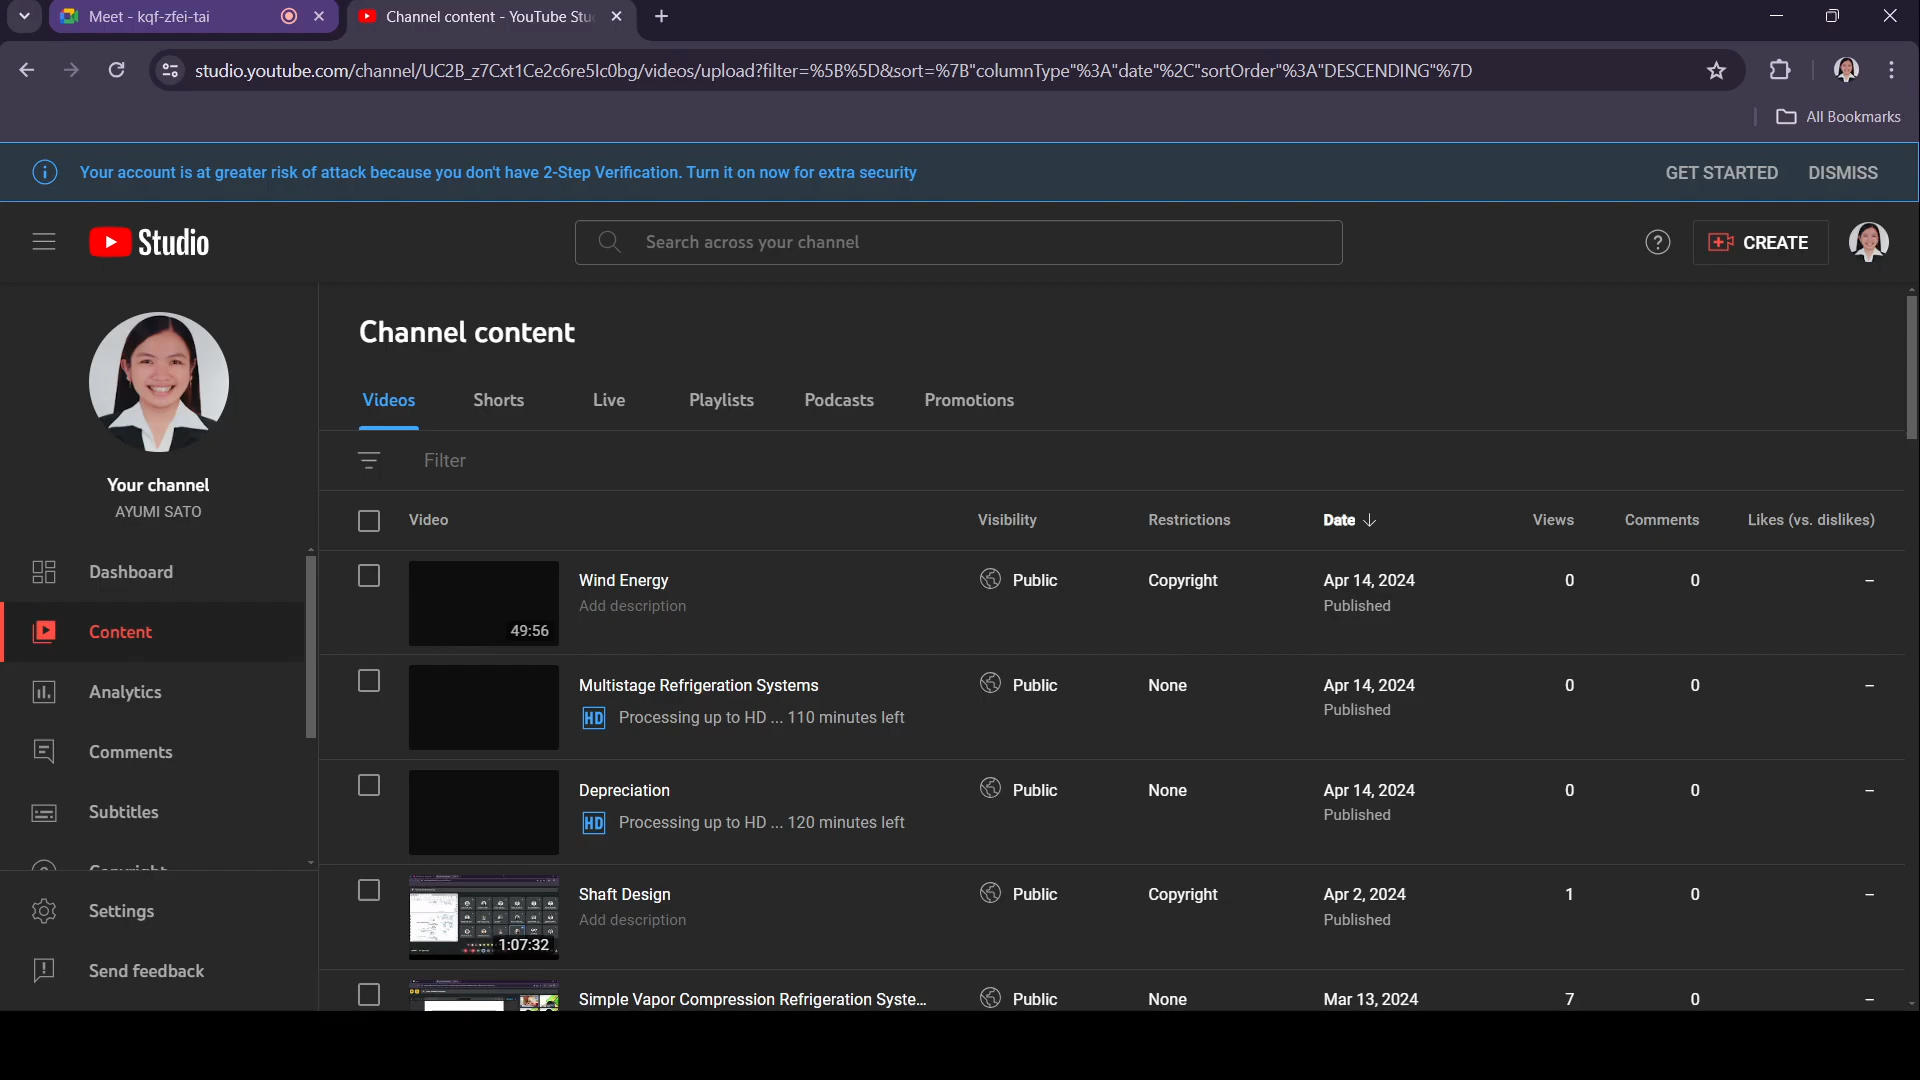 Meet - kqf-zfei-tai
Channel content - YouTube Stu
studio.youtube.com/channel/UC2B_z7Cxt1Ce2c6re5Ic0bg/videos/upload?filter=%5B%5D&sort=%7B"columnType"%3A"date"%2C"sortOrder"%3A"DESCENDING"%7D
All Bookmarks
Your account is at greater risk of attack because you don't have 2-Step Verification. Turn it on now for extra security
GET STARTED DISMISS
Studio
Search across your channel
CREATE
Your channel
AYUMI SATO
Dashboard
Content
Analytics
Comments
Subtitles
Copyright
Settings
Send feedback
Channel content
Videos Shorts Live Playlists Podcasts Promotions
Filter
Video Visibility Restrictions Date Views Comments Likes (vs. dislikes)
49:56 Wind Energy Public Copyright Apr 14, 2024 0 0 –
Add description Published
Multistage Refrigeration Systems Public None Apr 14, 2024 0 0 –
HD Processing up to HD ... 110 minutes left Published
Depreciation Public None Apr 14, 2024 0 0 –
HD Processing up to HD ... 120 minutes left Published
Shaft Design Public Copyright Apr 2, 2024 1 0 –
1:07:32 Add description Published
Simple Vapor Compression Refrigeration Syste... Public None Mar 13, 2024 7 0 –